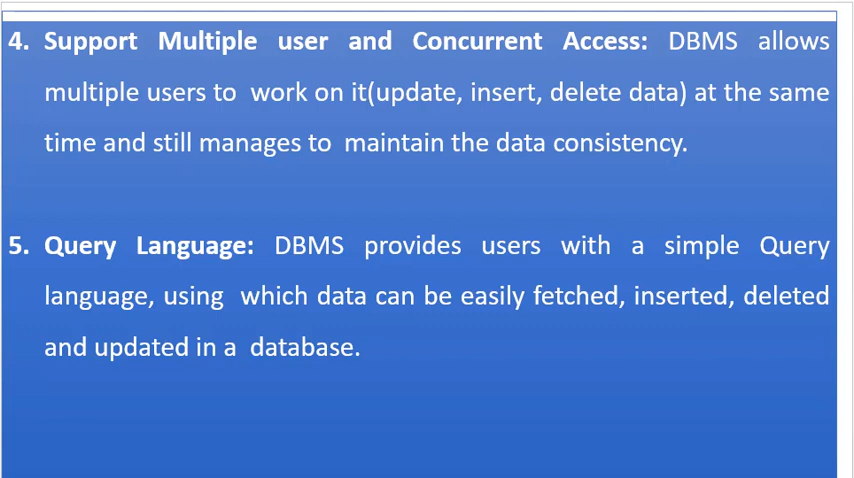 4. Support Multiple user and Concurrent Access: DBMS allows
multiple users to work on it(update, insert, delete data) at the same
time and still manages to maintain the data consistency.
5. Query Language: DBMS provides users with a simple Query
language, using which data can be easily fetched, inserted, deleted
and updated in a database.